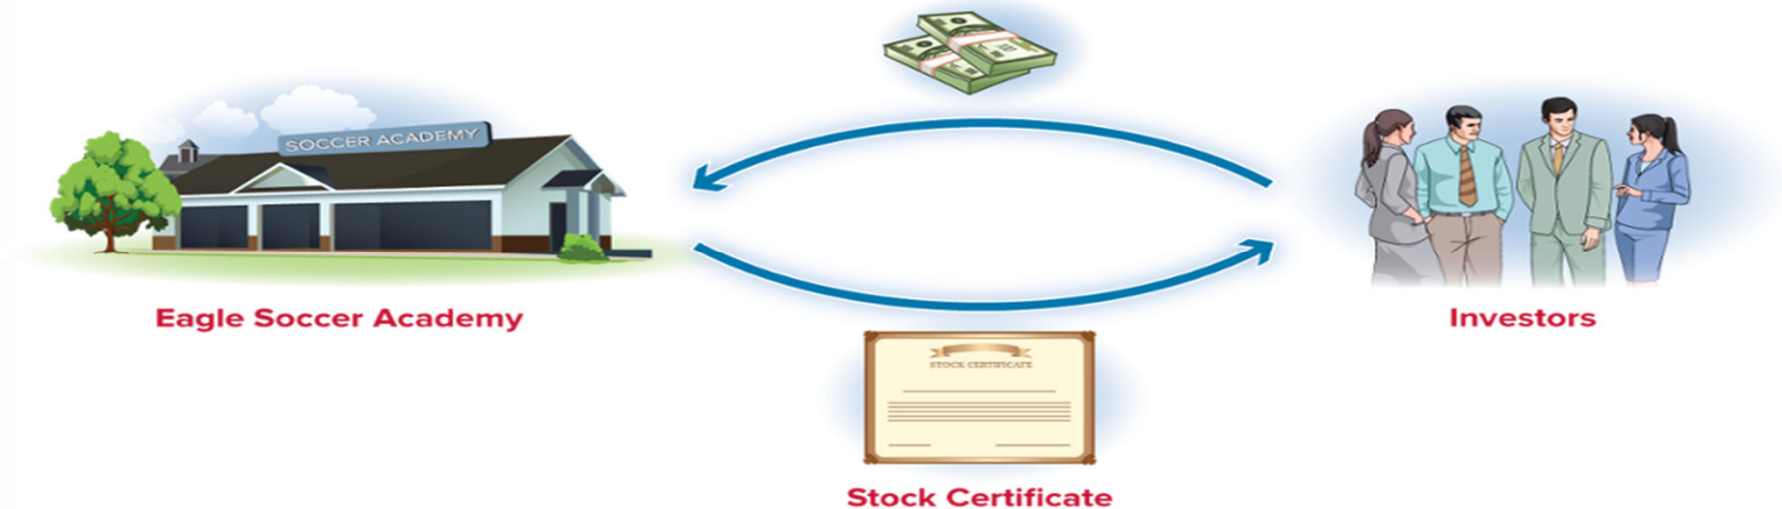 SOCCER ACADEMY
Eagle Soccer Academy
Investors
STOCK CERTIFICATE
Stock Certificate